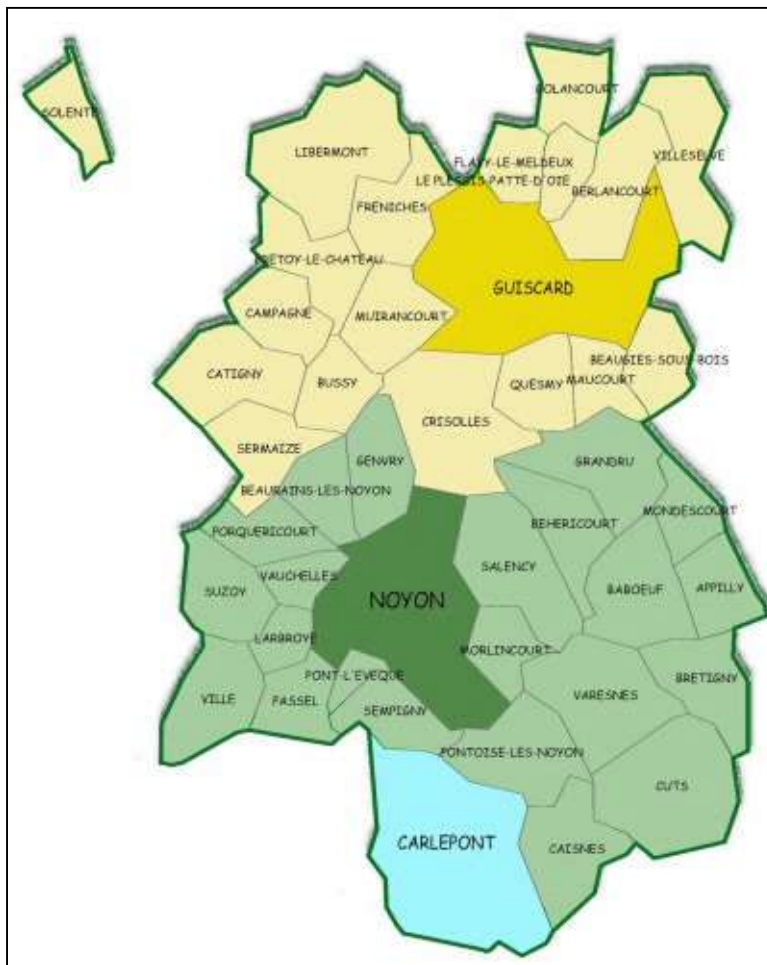 GOLANCOURT
SOLENTE
LIBERMONT
VILLESELVE
FLAVY-LE-MELDEUX
LE PLESSIS-PATTE-D'OIE
BERLANCOURT
FRENICHES
FRETOY-LE-CHATEAU
GUISCARD
CAMPAGNE
MUIRANCOURT
BEAUGIES-SOUS-BOIS
CATIGNY
BUSSY
QUESMY
MAUCOURT
CRISOLLES
SERMAIZE
GENVRY
GRANDRU
BEAURAINS-LES-NOYON
MONDESCOURT
PORQUERICOURT
BEHERICOURT
SALENCY
VAUCHELLES
SUZOY
NOYON
BABOEUF
APPILLY
LARBROYE
MORLINCOURT
PONT-L'EVEQUE
BRETIGNY
VILLE
PASSEL
VARESNES
SEMPIGNY
PONTOISE-LES-NOYON
CUTS
CARLEPONT
CAISNES